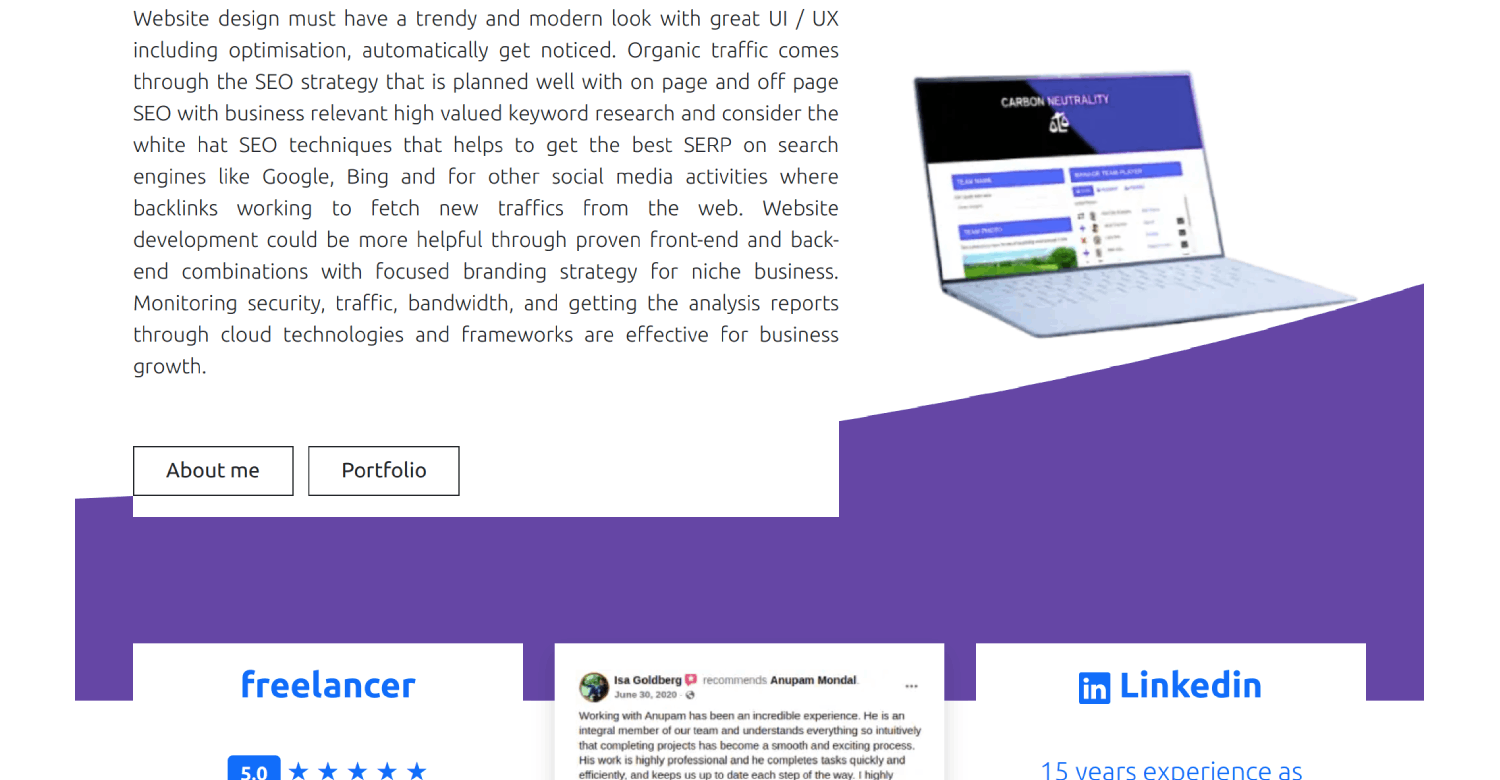 Website design must have a trendy and modern look with great UI / UX
including optimisation, automatically get noticed. Organic traffic comes
through the SEO strategy that is planned well with on page and off page
SEO with business relevant high valued keyword research and consider the
white hat SEO techniques that helps to get the best SERP on search
engines like Google, Bing and for other social media activities where
backlinks working to fetch new traffics from the web. Website
development could be more helpful through proven front-end and back-
end combinations with focused branding strategy for niche business.
Monitoring security, traffic, bandwidth, and getting the analysis reports
through cloud technologies and frameworks are effective for business
growth.
About me
Portfolio
CARBON NEUTRALITY
TEAM NAME
MANAGE TEAM PLAYER
TEAM PHOTO
freelancer
5.0 ★ ★ ★ ★ ★
Isa Goldberg recommends Anupam Mondal.
June 30, 2020 ·
Working with Anupam has been an incredible experience. He is an
integral member of our team and understands everything so intuitively
that completing projects has become a smooth and exciting process.
His work is highly professional and he completes tasks quickly and
efficiently, and keeps us up to date each step of the way. I highly
in Linkedin
15 years experience as